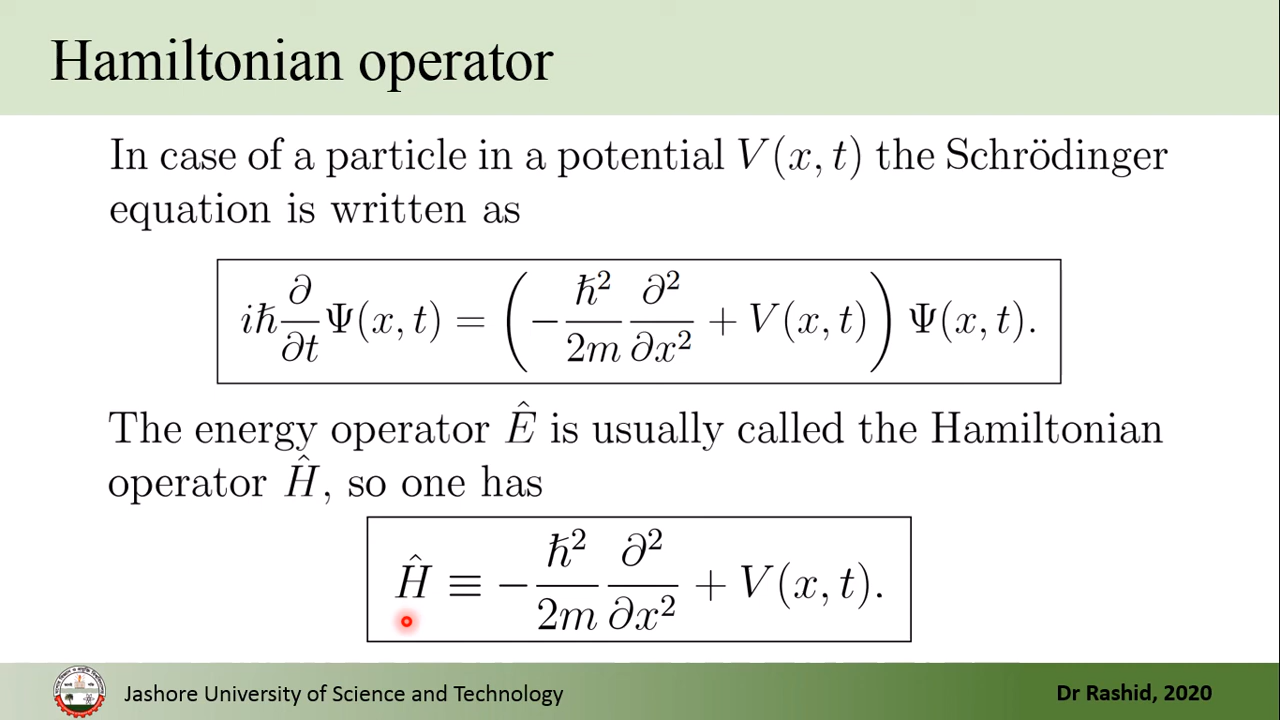 Hamiltonian operator
In case of a particle in a potential V(x, t) the Schrödinger
equation is written as
iℏ ∂/∂t Ψ(x, t) = (−ℏ²/2m ∂²/∂x² + V(x, t)) Ψ(x, t).
The energy operator Ê is usually called the Hamiltonian
operator Ĥ, so one has
Ĥ ≡ −ℏ²/2m ∂²/∂x² + V(x, t).
Jashore University of Science and Technology
Dr Rashid, 2020